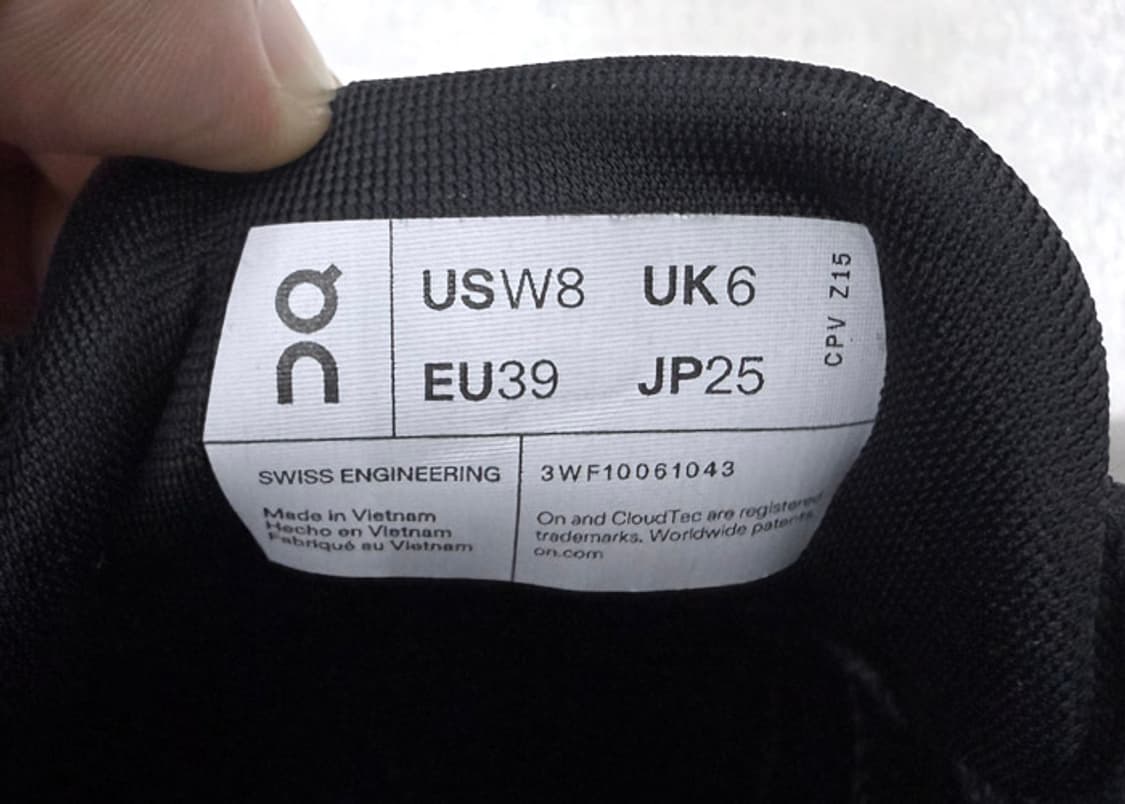 On
USW8 UK6
EU39 JP25
CPV Z15
SWISS ENGINEERING
Made in Vietnam
Hecho en Vietnam
Fabriqué au Vietnam
3WF10061043
On and CloudTec are registered
trademarks. Worldwide patents.
on.com